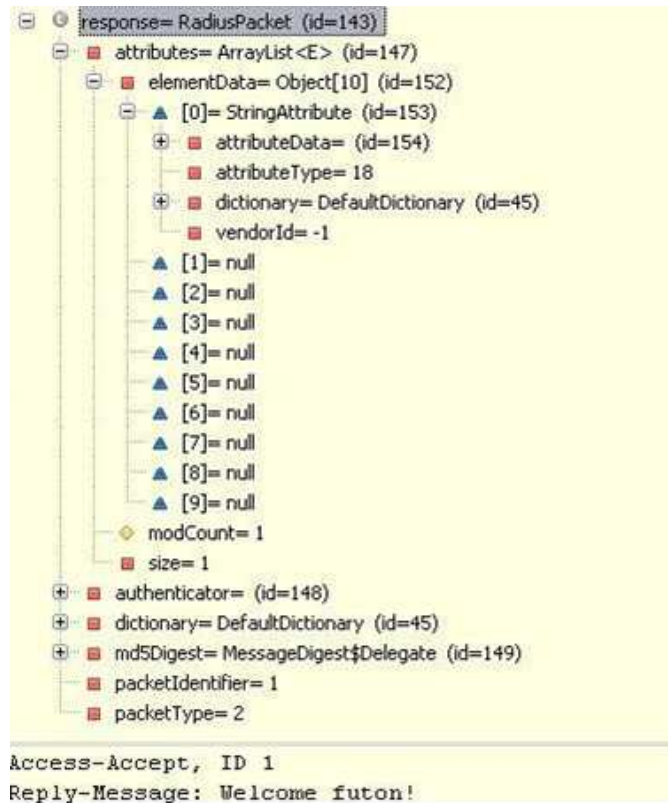 response= RadiusPacket (id=143)
attributes= ArrayList<E> (id=147)
elementData= Object[10] (id=152)
[0]= StringAttribute (id=153)
attributeData= (id=154)
attributeType= 18
dictionary= DefaultDictionary (id=45)
vendorId= -1
[1]= null
[2]= null
[3]= null
[4]= null
[5]= null
[6]= null
[7]= null
[8]= null
[9]= null
modCount= 1
size= 1
authenticator= (id=148)
dictionary= DefaultDictionary (id=45)
md5Digest= MessageDigest$Delegate (id=149)
packetIdentifier= 1
packetType= 2
Access-Accept, ID 1
Reply-Message: Welcome futon!